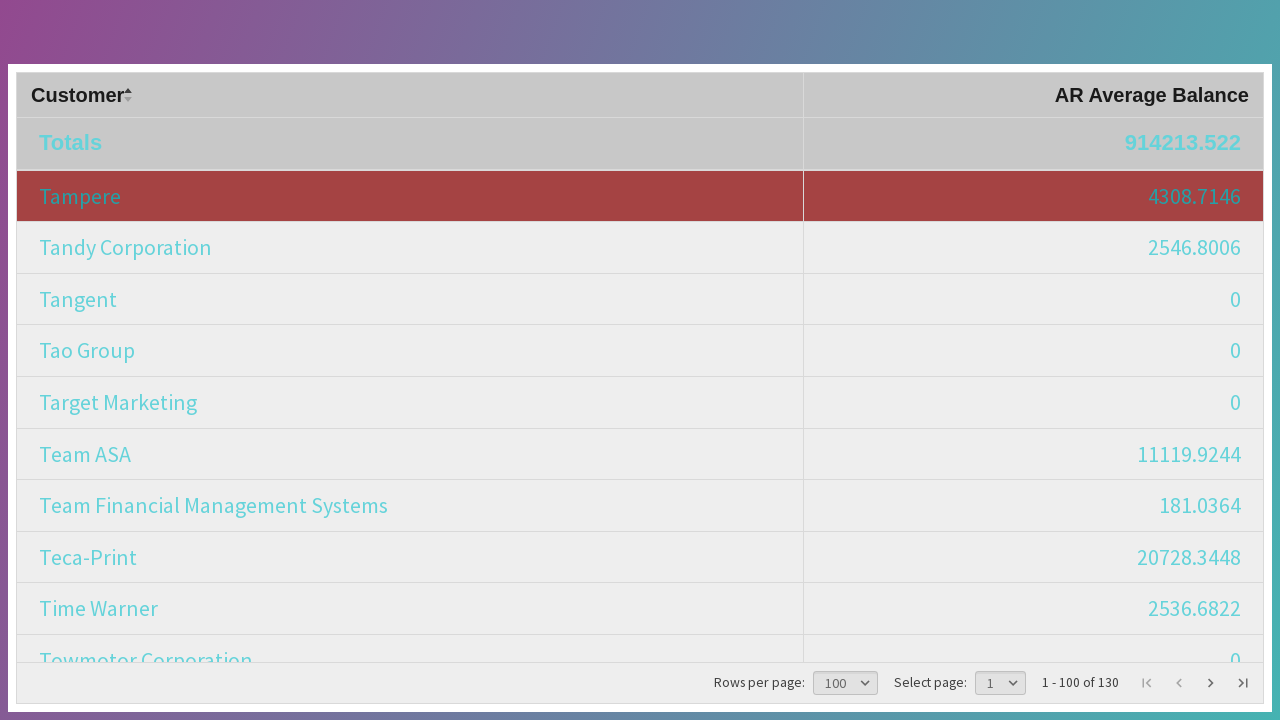 Customer AR Average Balance
Totals 914213.522
Tampere 4308.7146
Tandy Corporation 2546.8006
Tangent 0
Tao Group 0
Target Marketing 0
Team ASA 11119.9244
Team Financial Management Systems 181.0364
Teca-Print 20728.3448
Time Warner 2536.6822
Towmotor Corporation 0
Rows per page: 100 Select page: 1 1 - 100 of 130